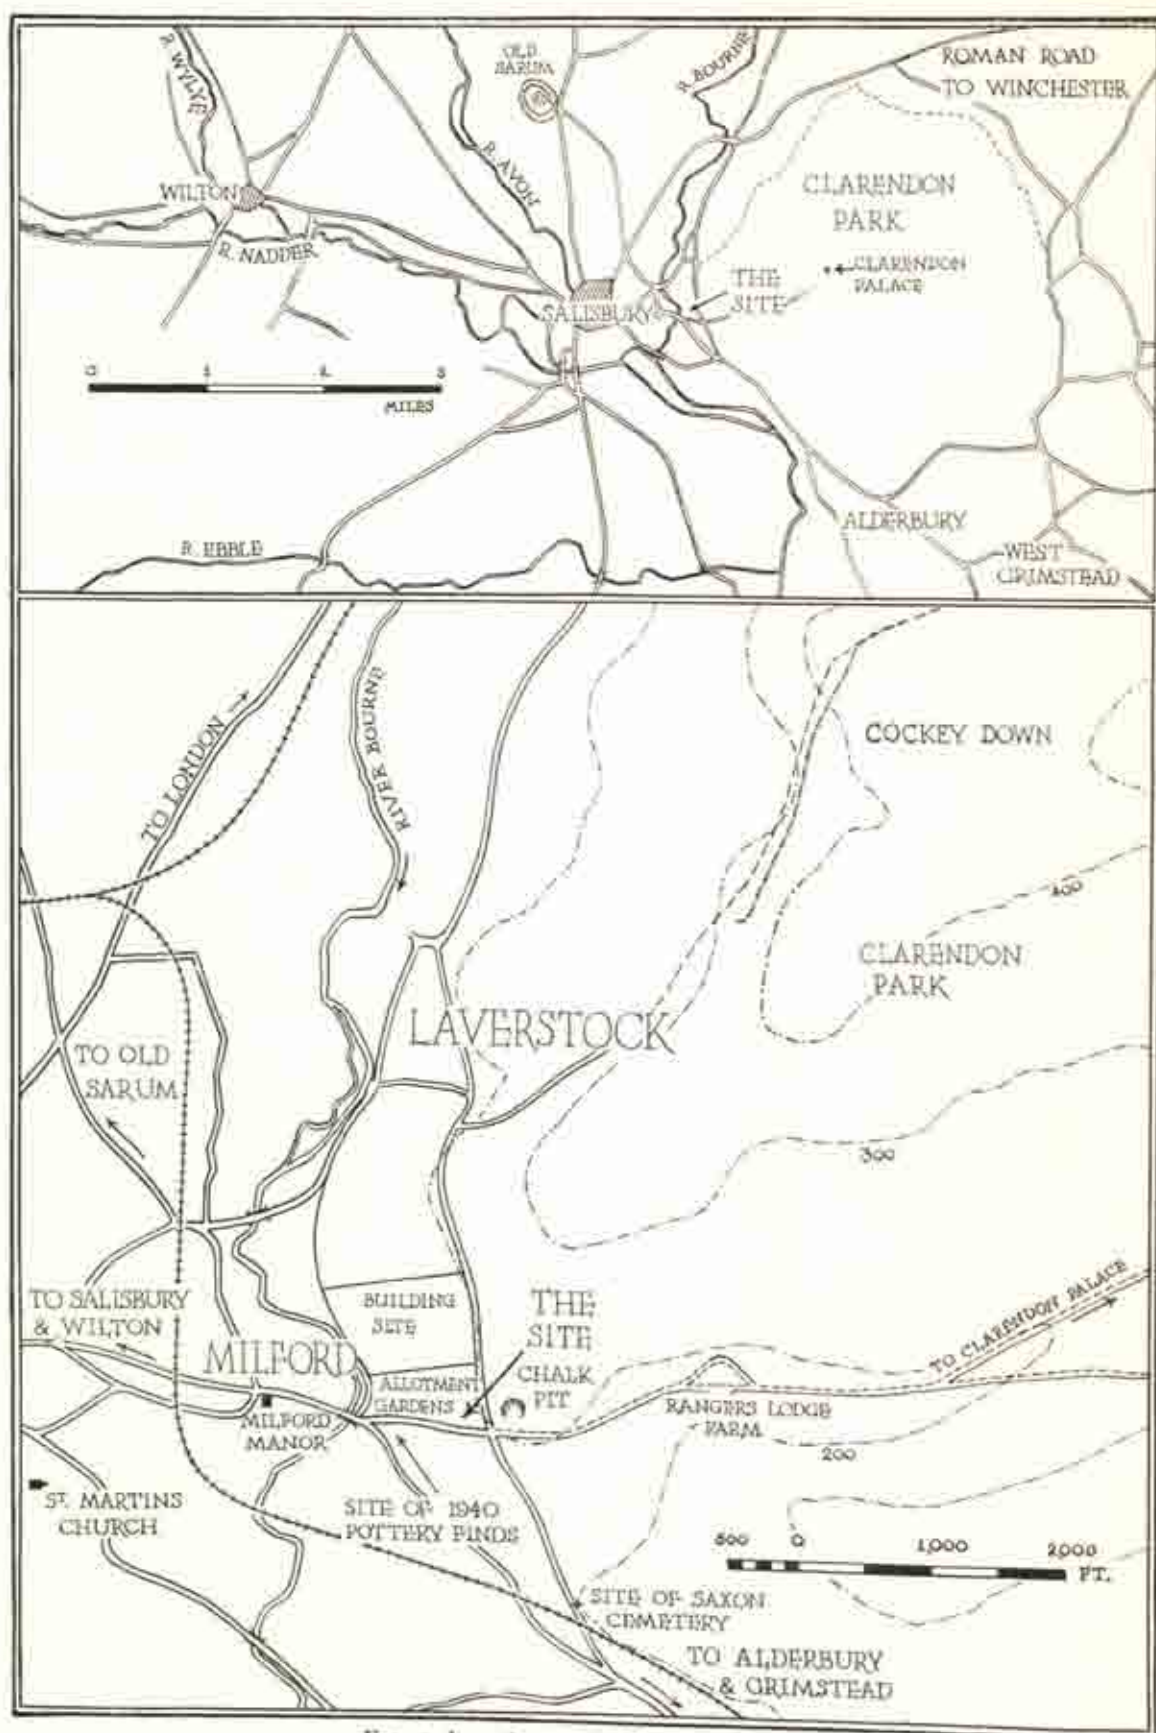 R. WYLYE
OLD
SARUM
R. BOURNE
ROMAN ROAD
TO WINCHESTER
R. AVON
WILTON
CLARENDON
PARK
R. NADDER
CLARENDON
PALACE
THE
SITE
SALISBURY
0 1 2 3
MILES
R. EBBLE
ALDERBURY
WEST
GRIMSTEAD
TO LONDON
RIVER BOURNE
COCKEY DOWN
400
CLARENDON
PARK
LAVERSTOCK
TO OLD
SARUM
300
TO SALISBURY
& WILTON
BUILDING
SITE
THE
SITE
TO CLARENDON PALACE
MILFORD
ALLOTMENT
GARDENS
CHALK
PIT
MILFORD
MANOR
RANGERS LODGE
FARM
200
ST. MARTINS
CHURCH
SITE OF 1940
POTTERY FINDS
500 0 1,000 2,000
FT.
SITE OF SAXON
CEMETERY
TO ALDERBURY
& GRIMSTEAD